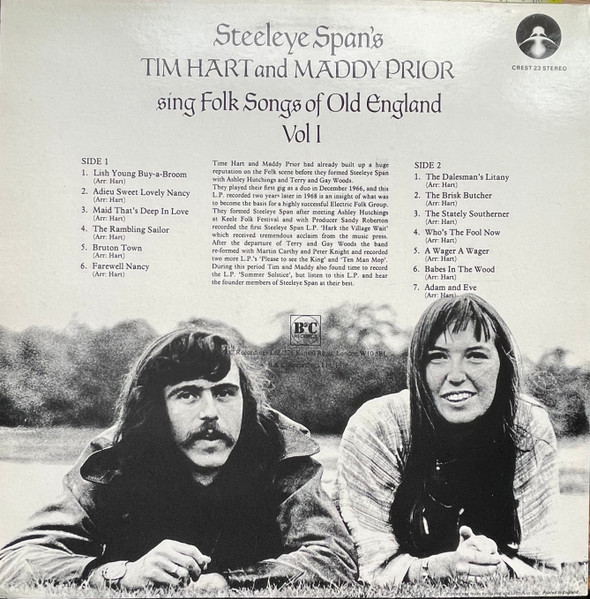 Steeleye Span's
TIM HART and MADDY PRIOR
CREST 23 STEREO
sing Folk Songs of Old England
Vol I
SIDE 1
1. Lish Young Buy-a-Broom
(Arr: Hart)
2. Adieu Sweet Lovely Nancy
(Arr: Hart)
3. Maid That's Deep In Love
(Arr: Hart)
4. The Rambling Sailor
(Arr: Hart)
5. Bruton Town
(Arr: Hart)
6. Farewell Nancy
(Arr: Hart)
Time Hart and Maddy Prior had already built up a huge
reputation on the Folk scene before they formed Steeleye Span
with Ashley Hutchings and Terry and Gay Woods.
They played their first gig as a duo in December 1966, and this
L.P. recorded two years later in 1968 is an insight of what was
to become the basis for a highly successful Electric Folk Group.
They formed Steeleye Span after meeting Ashley Hutchings
at Keele Folk Festival and with Producer Sandy Roberton
recorded the first Steeleye Span L.P. 'Hark the Village Wait'
which received tremendous acclaim from the music press.
After the departure of Terry and Gay Woods the band
re-formed with Martin Carthy and Peter Knight and recorded
two more L.P.'s 'Please to see the King' and 'Ten Man Mop'.
During this period Tim and Maddy also found time to record
the L.P. 'Summer Solstice', but listen to this L.P. and hear
the founder members of Steeleye Span at their best.
SIDE 2
1. The Dalesman's Litany
(Arr: Hart)
2. The Brisk Butcher
(Arr: Hart)
3. The Stately Southerner
(Arr: Hart)
4. Who's The Fool Now
(Arr: Hart)
5. A Wager A Wager
(Arr: Hart)
6. Babes In The Wood
(Arr: Hart)
7. Adam and Eve
(Arr: Hart)
B&C
RECORDS
Recordings Ltd, Road, London, W10